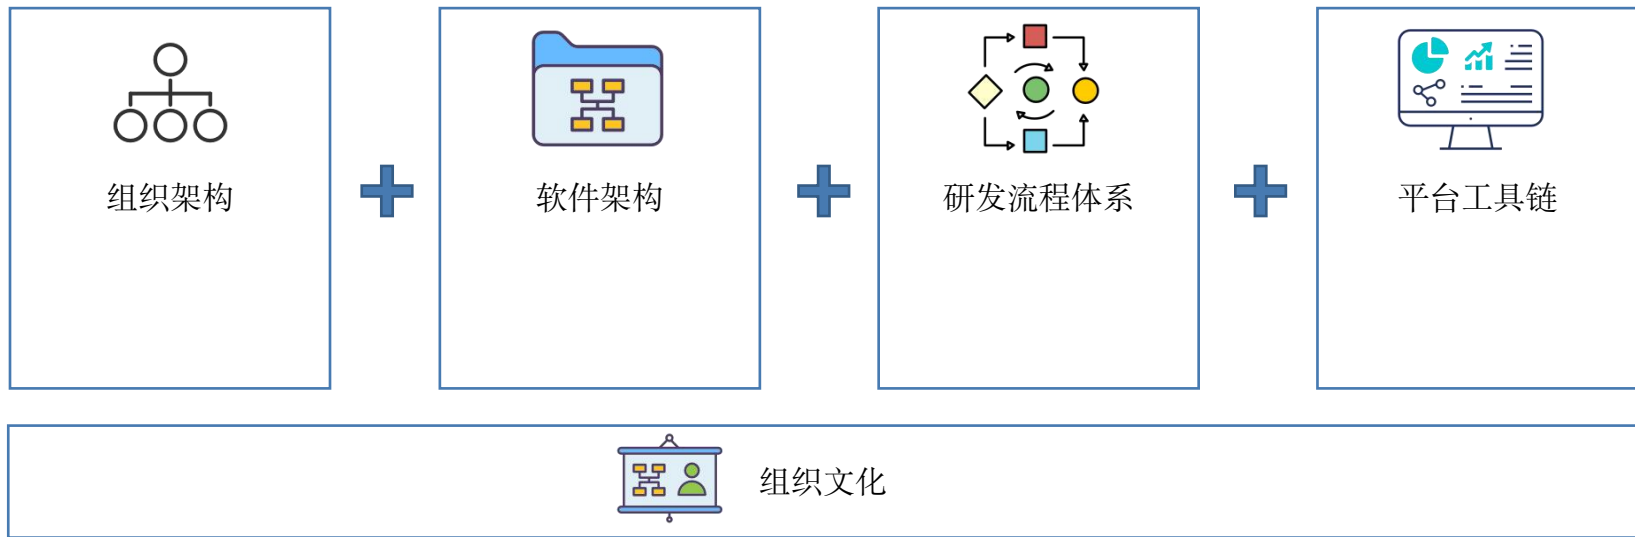 组织架构
软件架构
研发流程体系
平台工具链
组织文化